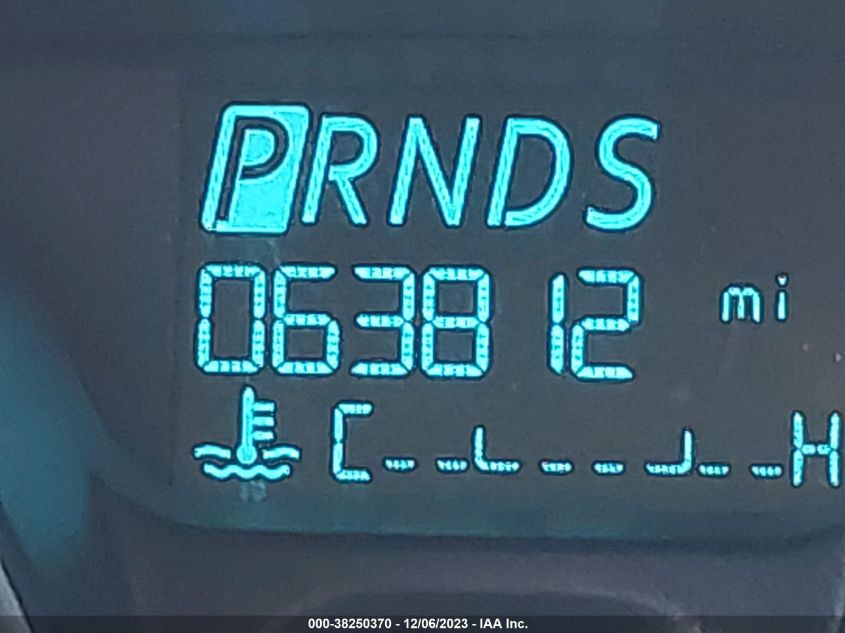 PRNDS
063812 mi
C H
000-38250370 - 12/06/2023 - IAA Inc.